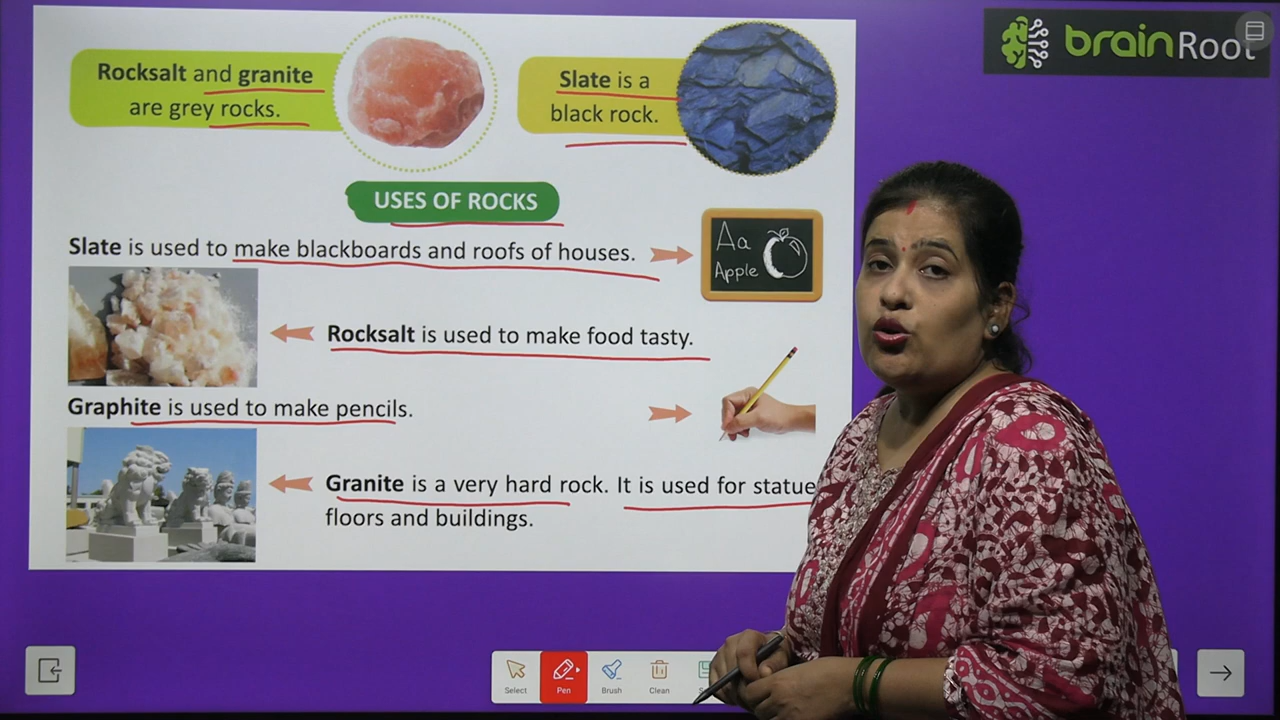 Rocksalt and granite
are grey rocks.
Slate is a
black rock.
brainRoot
USES OF ROCKS
Slate is used to make blackboards and roofs of houses.
Aa
Apple
Rocksalt is used to make food tasty.
Graphite is used to make pencils.
Granite is a very hard rock. It is used for statue
floors and buildings.
Select
Pen
Brush
Clean